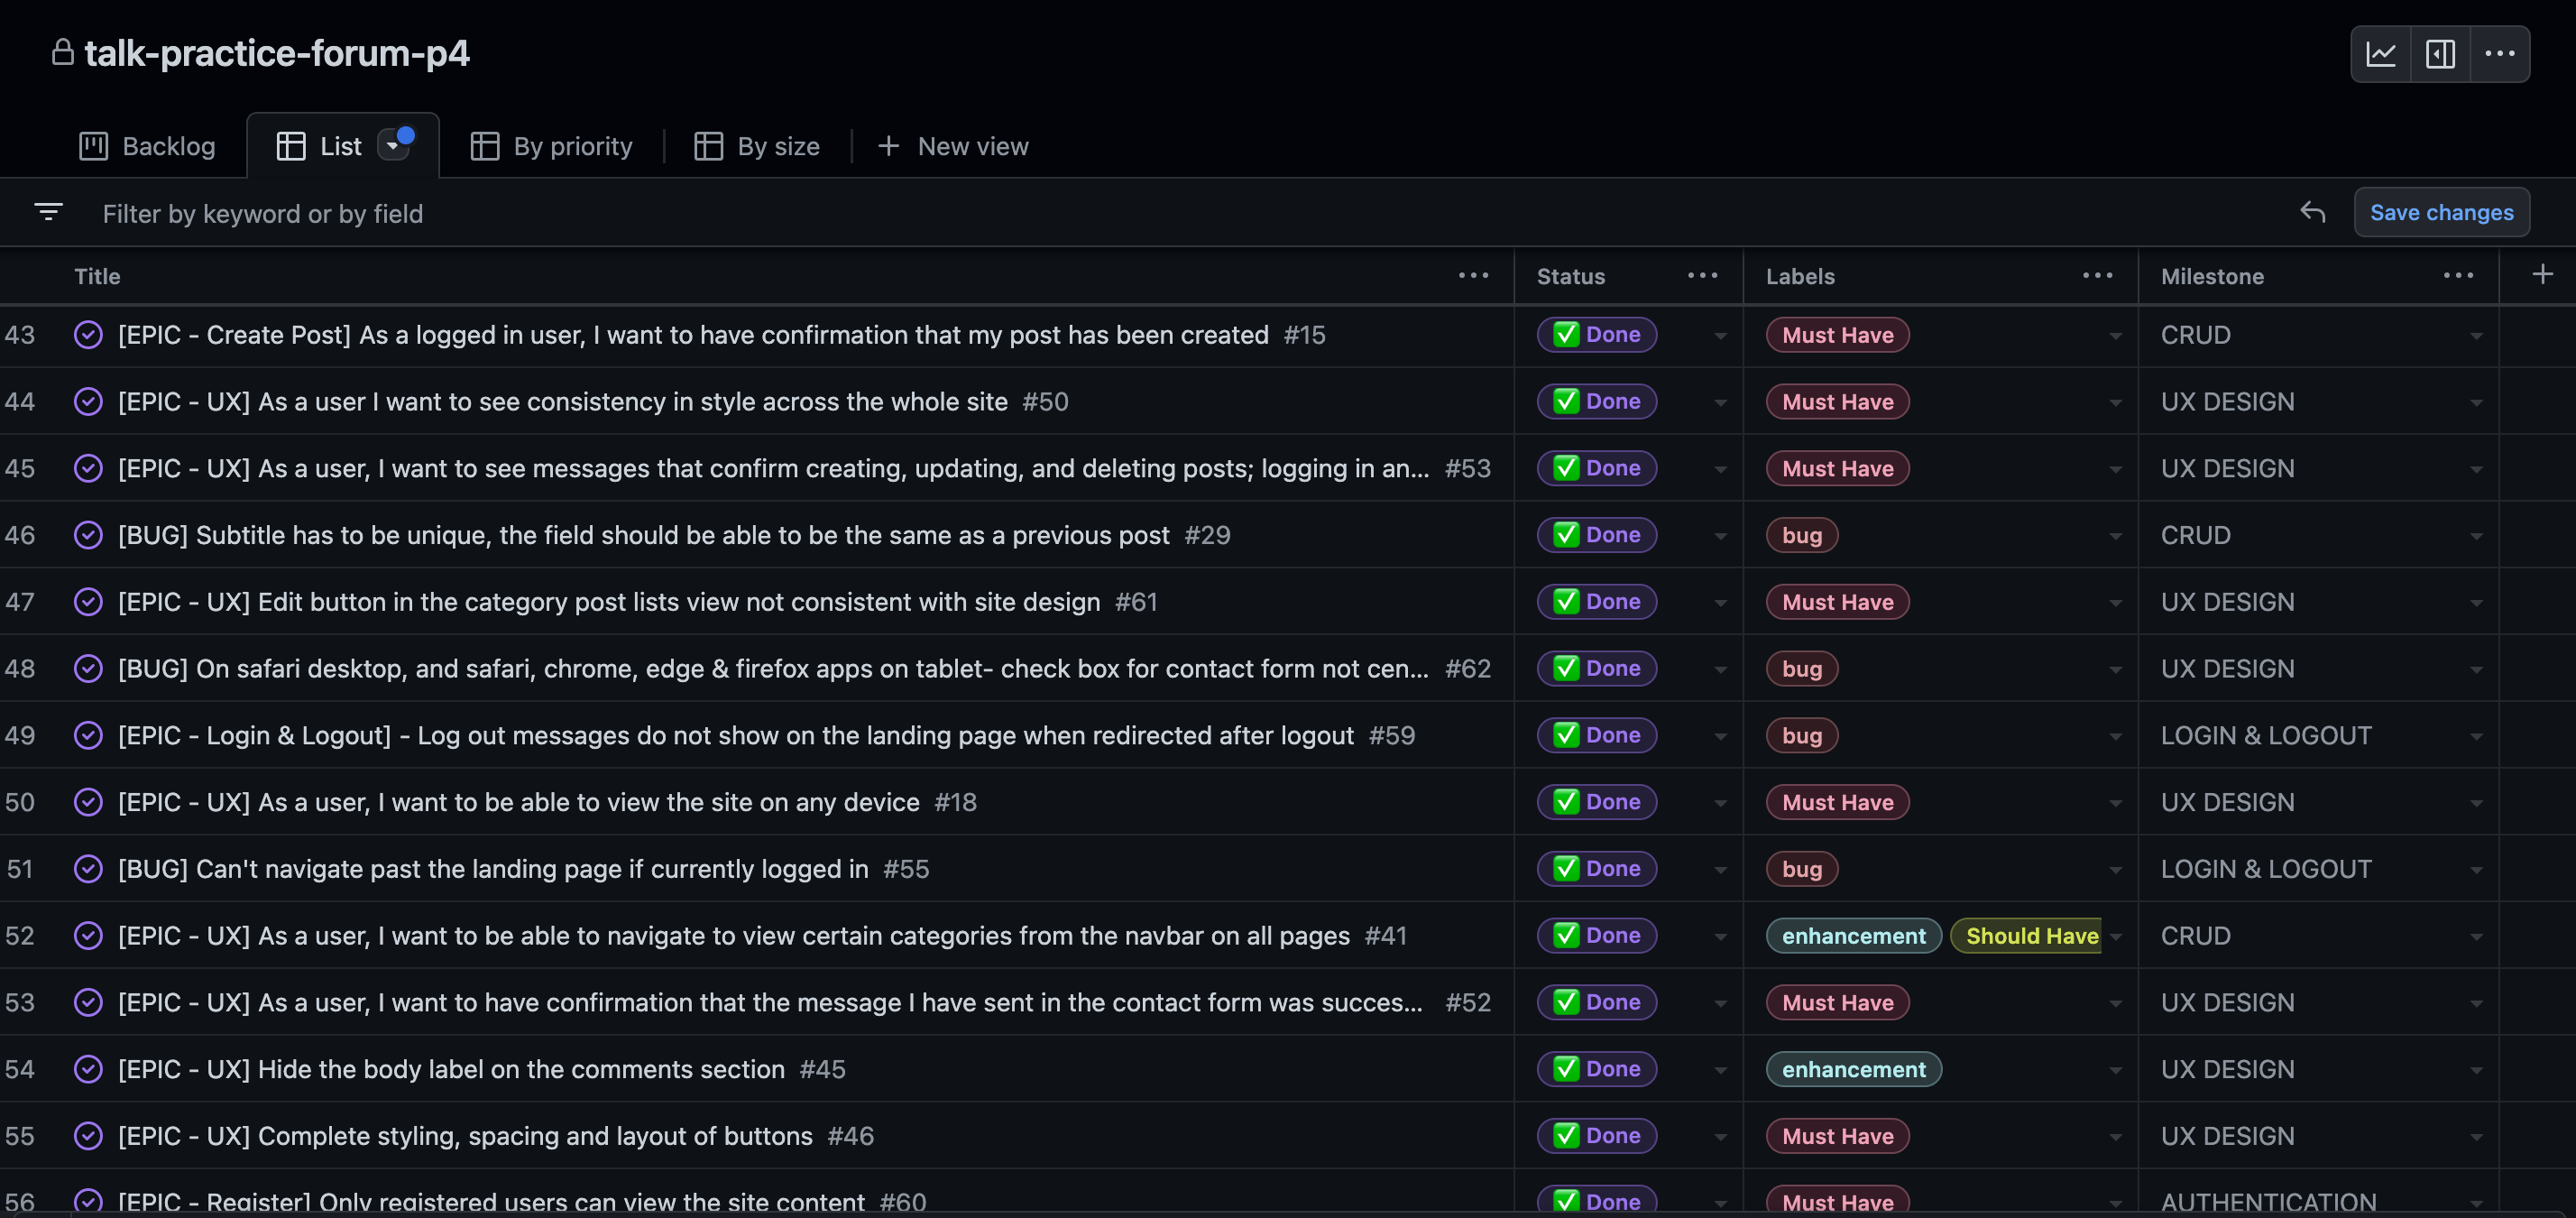 talk-practice-forum-p4
Backlog List By priority By size New view
Filter by keyword or by field Save changes
Title Status Labels Milestone
43 [EPIC - Create Post] As a logged in user, I want to have confirmation that my post has been created #15 Done Must Have CRUD
44 [EPIC - UX] As a user I want to see consistency in style across the whole site #50 Done Must Have UX DESIGN
45 [EPIC - UX] As a user, I want to see messages that confirm creating, updating, and deleting posts; logging in an... #53 Done Must Have UX DESIGN
46 [BUG] Subtitle has to be unique, the field should be able to be the same as a previous post #29 Done bug CRUD
47 [EPIC - UX] Edit button in the category post lists view not consistent with site design #61 Done Must Have UX DESIGN
48 [BUG] On safari desktop, and safari, chrome, edge & firefox apps on tablet- check box for contact form not cen... #62 Done bug UX DESIGN
49 [EPIC - Login & Logout] - Log out messages do not show on the landing page when redirected after logout #59 Done bug LOGIN & LOGOUT
50 [EPIC - UX] As a user, I want to be able to view the site on any device #18 Done Must Have UX DESIGN
51 [BUG] Can't navigate past the landing page if currently logged in #55 Done bug LOGIN & LOGOUT
52 [EPIC - UX] As a user, I want to be able to navigate to view certain categories from the navbar on all pages #41 Done enhancement Should Have CRUD
53 [EPIC - UX] As a user, I want to have confirmation that the message I have sent in the contact form was succes... #52 Done Must Have UX DESIGN
54 [EPIC - UX] Hide the body label on the comments section #45 Done enhancement UX DESIGN
55 [EPIC - UX] Complete styling, spacing and layout of buttons #46 Done Must Have UX DESIGN
56 [EPIC - Register] Only registered users can view the site content #60 Done Must Have AUTHENTICATION